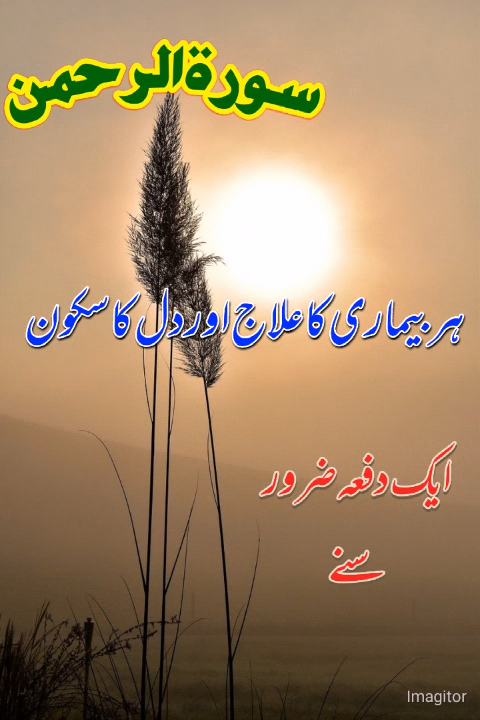 سورۃالرحمن
ہر بیماری کا علاج اور دل کا سکون
ایک دفعہ ضرور
سنے
Imagitor